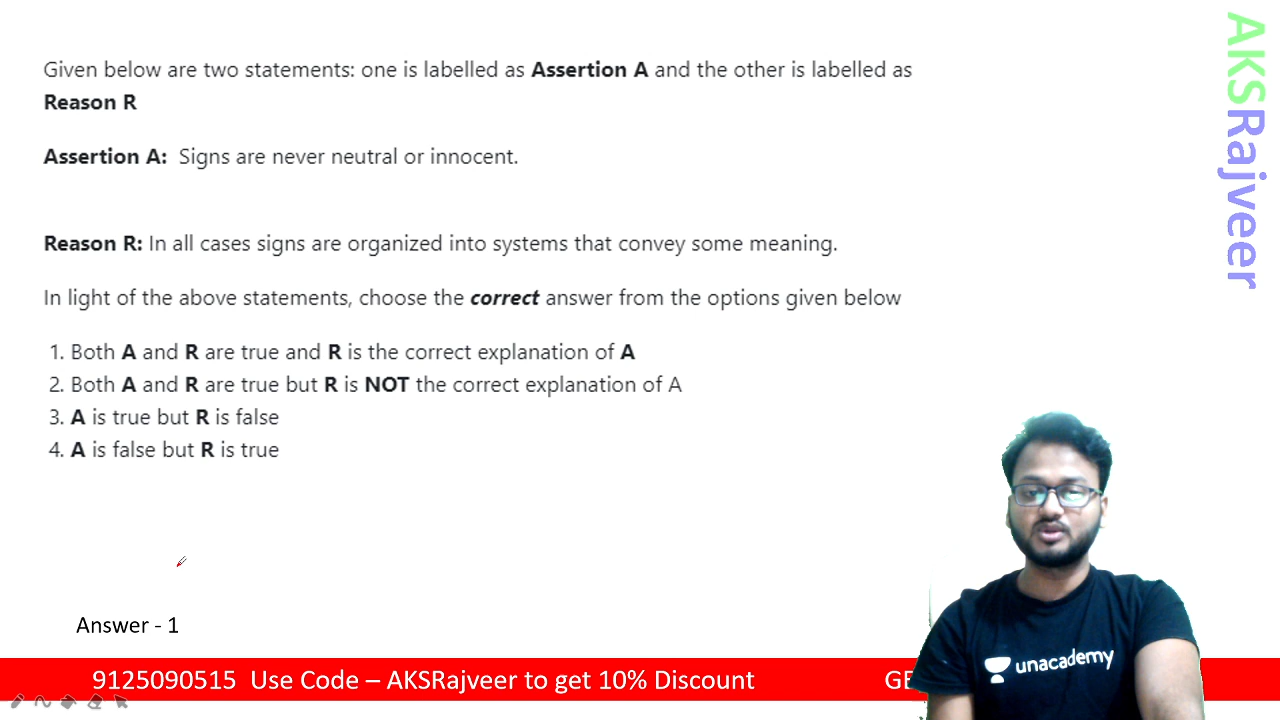 Given below are two statements: one is labelled as Assertion A and the other is labelled as
Reason R
Assertion A: Signs are never neutral or innocent.
Reason R: In all cases signs are organized into systems that convey some meaning.
In light of the above statements, choose the correct answer from the options given below
1. Both A and R are true and R is the correct explanation of A
2. Both A and R are true but R is NOT the correct explanation of A
3. A is true but R is false
4. A is false but R is true
Answer - 1
9125090515 Use Code – AKSRajveer to get 10% Discount
AKSRajveer
unacademy